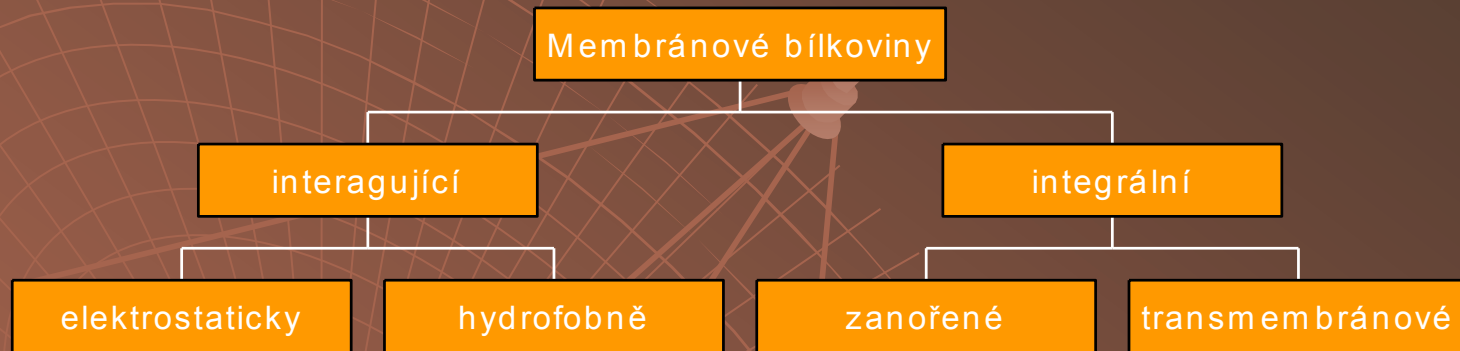 Membránové bílkoviny
interagující
integrální
elektrostaticky
hydrofobně
zanořené
transmembránové